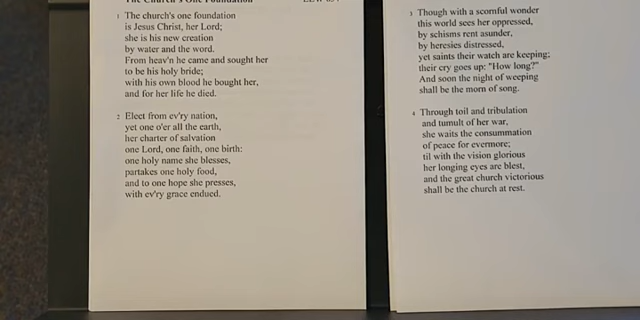 The Church's One Foundation
1 The church's one foundation
is Jesus Christ, her Lord;
she is his new creation
by water and the word.
From heav'n he came and sought her
to be his holy bride;
with his own blood he bought her,
and for her life he died.
2 Elect from ev'ry nation,
yet one o'er all the earth,
her charter of salvation
one Lord, one faith, one birth:
one holy name she blesses,
partakes one holy food,
and to one hope she presses,
with ev'ry grace endued.
3 Though with a scornful wonder
this world sees her oppressed,
by schisms rent asunder,
by heresies distressed,
yet saints their watch are keeping;
their cry goes up: "How long?"
And soon the night of weeping
shall be the morn of song.
4 Through toil and tribulation
and tumult of her war,
she waits the consummation
of peace for evermore;
til with the vision glorious
her longing eyes are blest,
and the great church victorious
shall be the church at rest.